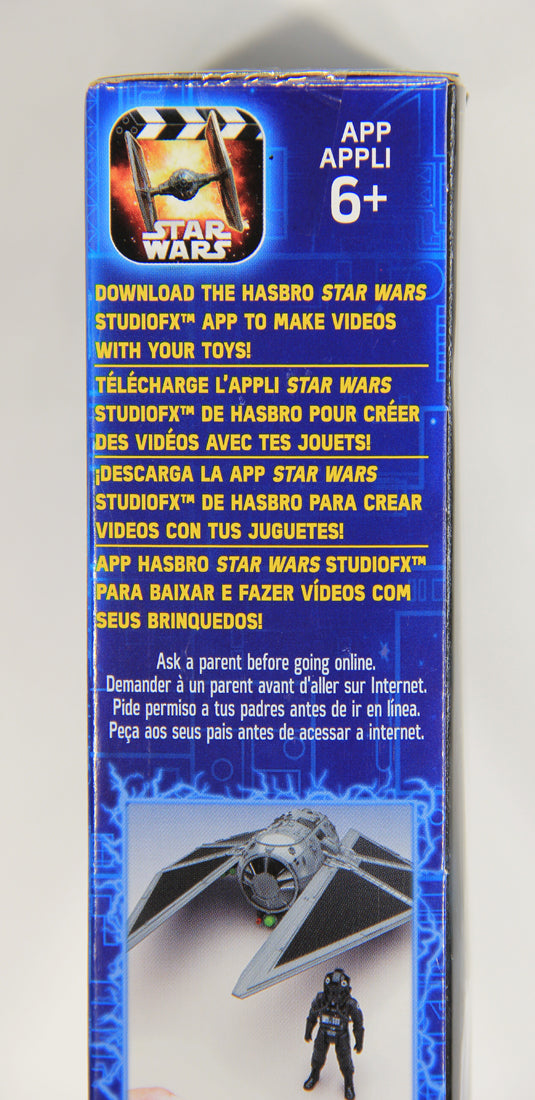 STAR
WARS
APP
APPLI
6+
DOWNLOAD THE HASBRO STAR WARS
STUDIOFX™ APP TO MAKE VIDEOS
WITH YOUR TOYS!
TÉLÉCHARGE L'APPLI STAR WARS
STUDIOFX™ DE HASBRO POUR CRÉER
DES VIDÉOS AVEC TES JOUETS!
¡DESCARGA LA APP STAR WARS
STUDIOFX™ DE HASBRO PARA CREAR
VIDEOS CON TUS JUGUETES!
APP HASBRO STAR WARS STUDIOFX™
PARA BAIXAR E FAZER VÍDEOS COM
SEUS BRINQUEDOS!
Ask a parent before going online.
Demander à un parent avant d'aller sur Internet.
Pide permiso a tus padres antes de ir en línea.
Peça aos seus pais antes de acessar a internet.